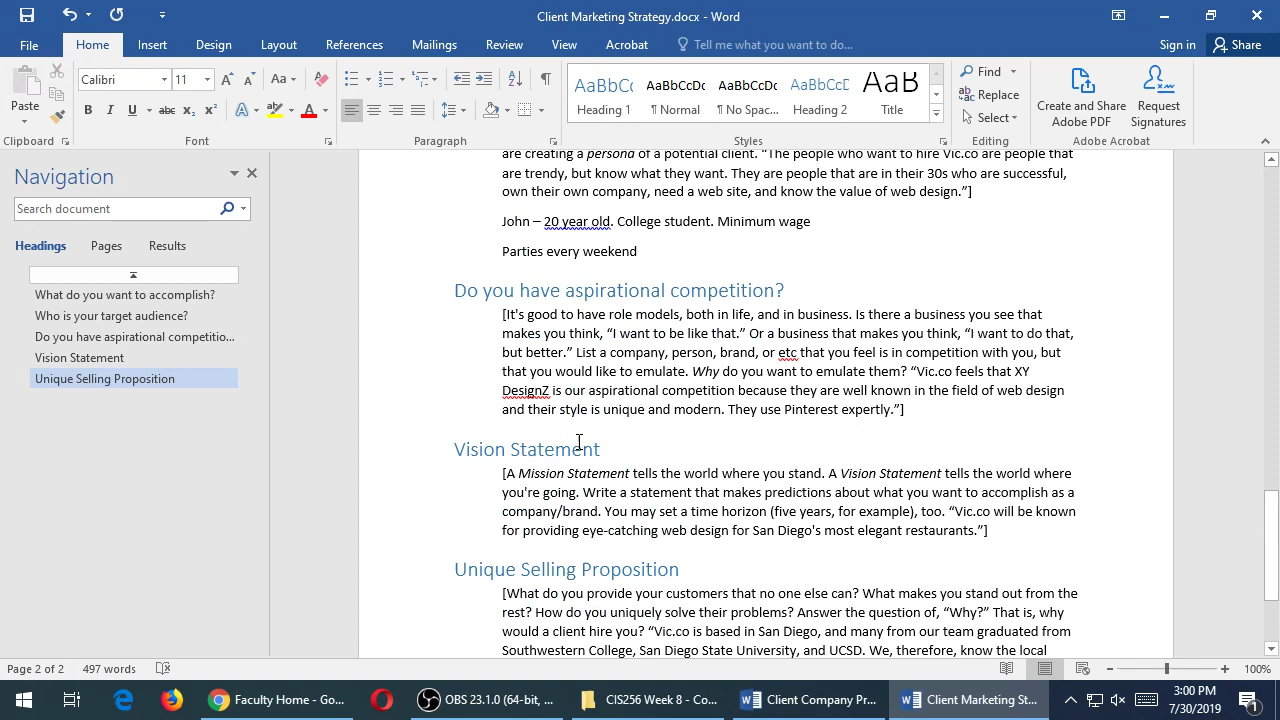 Client Marketing Strategy.docx - Word
File
Home
Insert
Design
Layout
References
Mailings
Review
View
Acrobat
Tell me what you want to do...
Sign in
Share
Paste
Clipboard
Calibri
11
Aa
B I U abc x₂ x²
Font
Paragraph
AaBbCc
Heading 1
AaBbCcDc
¶ Normal
AaBbCcDc
¶ No Spac...
AaBbCcD
Heading 2
AaB
Title
Styles
Find
Replace
Select
Editing
Create and Share
Adobe PDF
Request
Signatures
Adobe Acrobat
Navigation
Search document
Headings
Pages
Results
What do you want to accomplish?
Who is your target audience?
Do you have aspirational competitio...
Vision Statement
Unique Selling Proposition
are creating a persona of a potential client. “The people who want to hire Vic.co are people that
are trendy, but know what they want. They are people that are in their 30s who are successful,
own their own company, need a web site, and know the value of web design.”]
John – 20 year old. College student. Minimum wage
Parties every weekend
Do you have aspirational competition?
[It's good to have role models, both in life, and in business. Is there a business you see that
makes you think, “I want to be like that.” Or a business that makes you think, “I want to do that,
but better.” List a company, person, brand, or etc that you feel is in competition with you, but
that you would like to emulate. Why do you want to emulate them? “Vic.co feels that XY
DesignZ is our aspirational competition because they are well known in the field of web design
and their style is unique and modern. They use Pinterest expertly.”]
Vision Statement
[A Mission Statement tells the world where you stand. A Vision Statement tells the world where
you're going. Write a statement that makes predictions about what you want to accomplish as a
company/brand. You may set a time horizon (five years, for example), too. “Vic.co will be known
for providing eye-catching web design for San Diego's most elegant restaurants.”]
Unique Selling Proposition
[What do you provide your customers that no one else can? What makes you stand out from the
rest? How do you uniquely solve their problems? Answer the question of, “Why?” That is, why
would a client hire you? “Vic.co is based in San Diego, and many from our team graduated from
Southwestern College, San Diego State University, and UCSD. We, therefore, know the local
Page 2 of 2
497 words
100%
Faculty Home - Go...
OBS 23.1.0 (64-bit, ...
CIS256 Week 8 - Co...
Client Company Pr...
Client Marketing St...
3:00 PM
7/30/2019